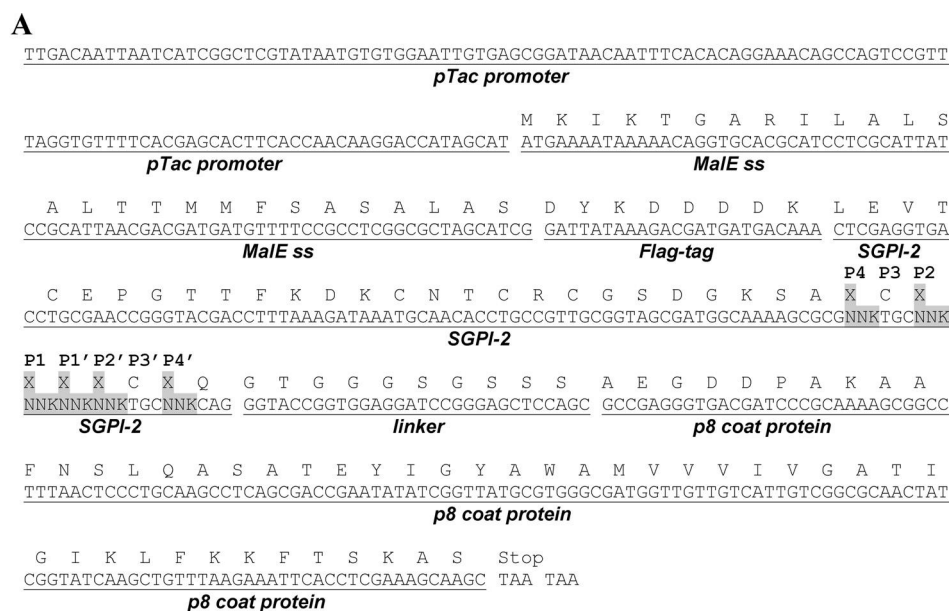 A
TTGACAATTAATCATCGGCTCGTATAATGTGTGGAATTGTGAGCGGATAACAATTTCACACAGGAAACAGCCAGTCCGTT
pTac promoter
M K I K T G A R I L A L S
TAGGTGTTTTCACGAGCACTTCACCAACAAGGACCATAGCAT ATGAAAATAAAAACAGGTGCACGCATCCTCGCATTAT
pTac promoter MalE ss
A L T T M M F S A S A L A S D Y K D D D D K L E V T
CCGCATTAACGACGATGATGTTTTCCGCCTCGGCGCTAGCATCG GATTATAAAGACGATGATGACAAA CTCGAGGTGA
MalE ss Flag-tag SGPI-2
P4 P3 P2
C E P G T T F K D K C N T C R C G S D G K S A X C X
CCTGCGAACCGGGTACGACCTTTAAAGATAAATGCAACACCTGCCGTTGCGGTAGCGATGGCAAAAGCGCGNNKTGCNNK
SGPI-2
P1 P1' P2' P3' P4'
X X X C X Q G T G G G S G S S S A E G D D P A K A A
NNKNNKNNKTGCNNKCAG GGTACCGGTGGAGGATCCGGGAGCTCCAGC GCCGAGGGTGACGATCCCGCAAAAGCGGCC
SGPI-2 linker p8 coat protein
F N S L Q A S A T E Y I G Y A W A M V V V I V G A T I
TTTAACTCCCTGCAAGCCTCAGCGACCGAATATATCGGTTATGCGTGGGCGATGGTTGTTGTCATTGTCGGCGCAACTAT
p8 coat protein
G I K L F K K F T S K A S Stop
CGGTATCAAGCTGTTTAAGAAATTCACCTCGAAAGCAAGC TAA TAA
p8 coat protein